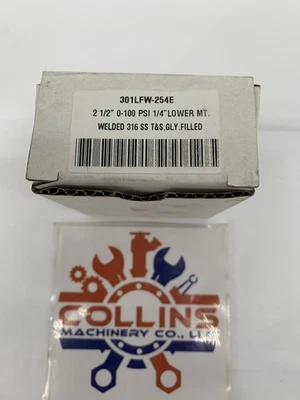 301LFW-254E
2 1/2" 0-100 PSI 1/4"LOWER MT.
WELDED 316 SS T&S,GLY.FILLED
COLLINS
MACHINERY CO., LLC